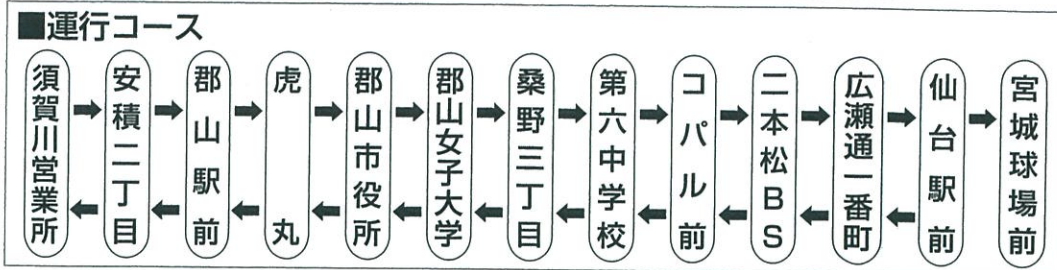 ■運行コース
須賀川営業所
安積二丁目
郡山駅前
虎丸
郡山市役所
郡山女子大学
桑野三丁目
第六中学校
コパル前
二本松BS
広瀬通一番町
仙台駅前
宮城球場前